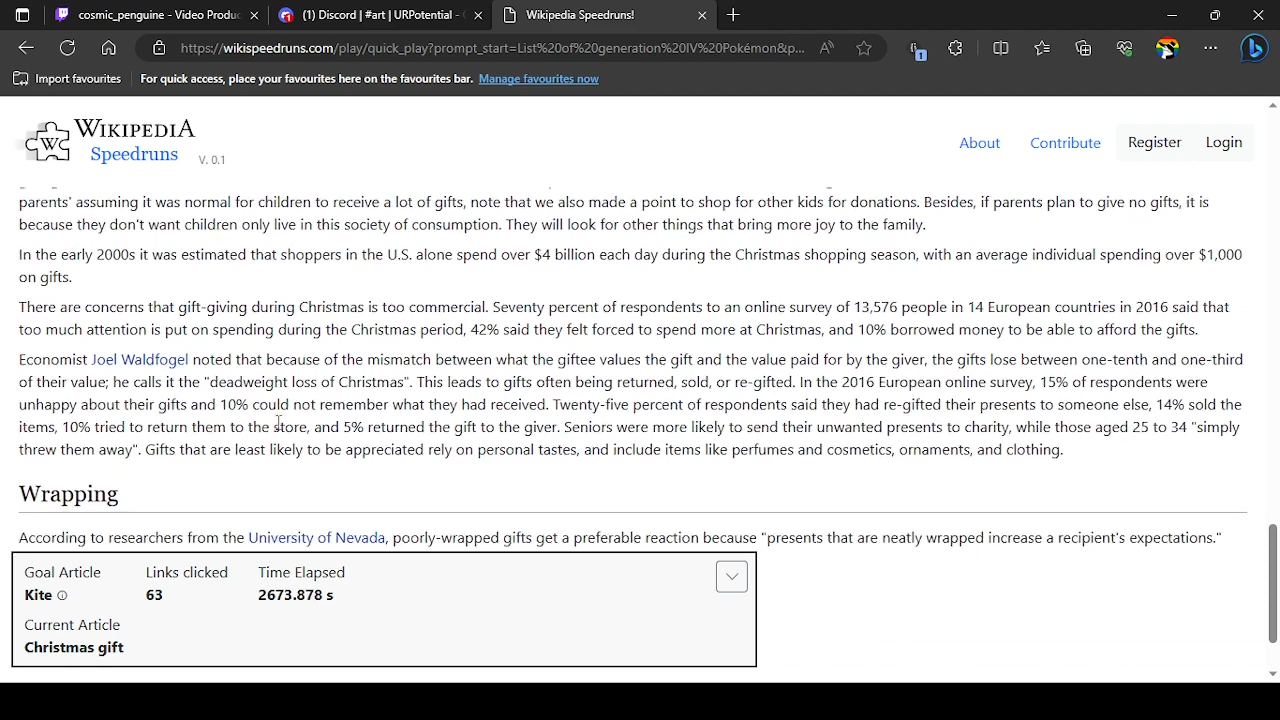 cosmic_penguine - Video Produc
(1) Discord | #art | URPotential -
Wikipedia Speedruns!
https://wikispeedruns.com/play/quick_play?prompt_start=List%20of%20generation%20IV%20Pokémon&p...
1
Import favourites
For quick access, place your favourites here on the favourites bar. Manage favourites now
WIKIPEDIA
Speedruns V. 0.1
About Contribute Register Login
parents' assuming it was normal for children to receive a lot of gifts, note that we also made a point to shop for other kids for donations. Besides, if parents plan to give no gifts, it is
because they don't want children only live in this society of consumption. They will look for other things that bring more joy to the family.
In the early 2000s it was estimated that shoppers in the U.S. alone spend over $4 billion each day during the Christmas shopping season, with an average individual spending over $1,000
on gifts.
There are concerns that gift-giving during Christmas is too commercial. Seventy percent of respondents to an online survey of 13,576 people in 14 European countries in 2016 said that
too much attention is put on spending during the Christmas period, 42% said they felt forced to spend more at Christmas, and 10% borrowed money to be able to afford the gifts.
Economist Joel Waldfogel noted that because of the mismatch between what the giftee values the gift and the value paid for by the giver, the gifts lose between one-tenth and one-third
of their value; he calls it the "deadweight loss of Christmas". This leads to gifts often being returned, sold, or re-gifted. In the 2016 European online survey, 15% of respondents were
unhappy about their gifts and 10% could not remember what they had received. Twenty-five percent of respondents said they had re-gifted their presents to someone else, 14% sold the
items, 10% tried to return them to the store, and 5% returned the gift to the giver. Seniors were more likely to send their unwanted presents to charity, while those aged 25 to 34 "simply
threw them away". Gifts that are least likely to be appreciated rely on personal tastes, and include items like perfumes and cosmetics, ornaments, and clothing.
Wrapping
According to researchers from the University of Nevada, poorly-wrapped gifts get a preferable reaction because "presents that are neatly wrapped increase a recipient's expectations."
Goal Article Links clicked Time Elapsed
Kite 63 2673.878 s
Current Article
Christmas gift